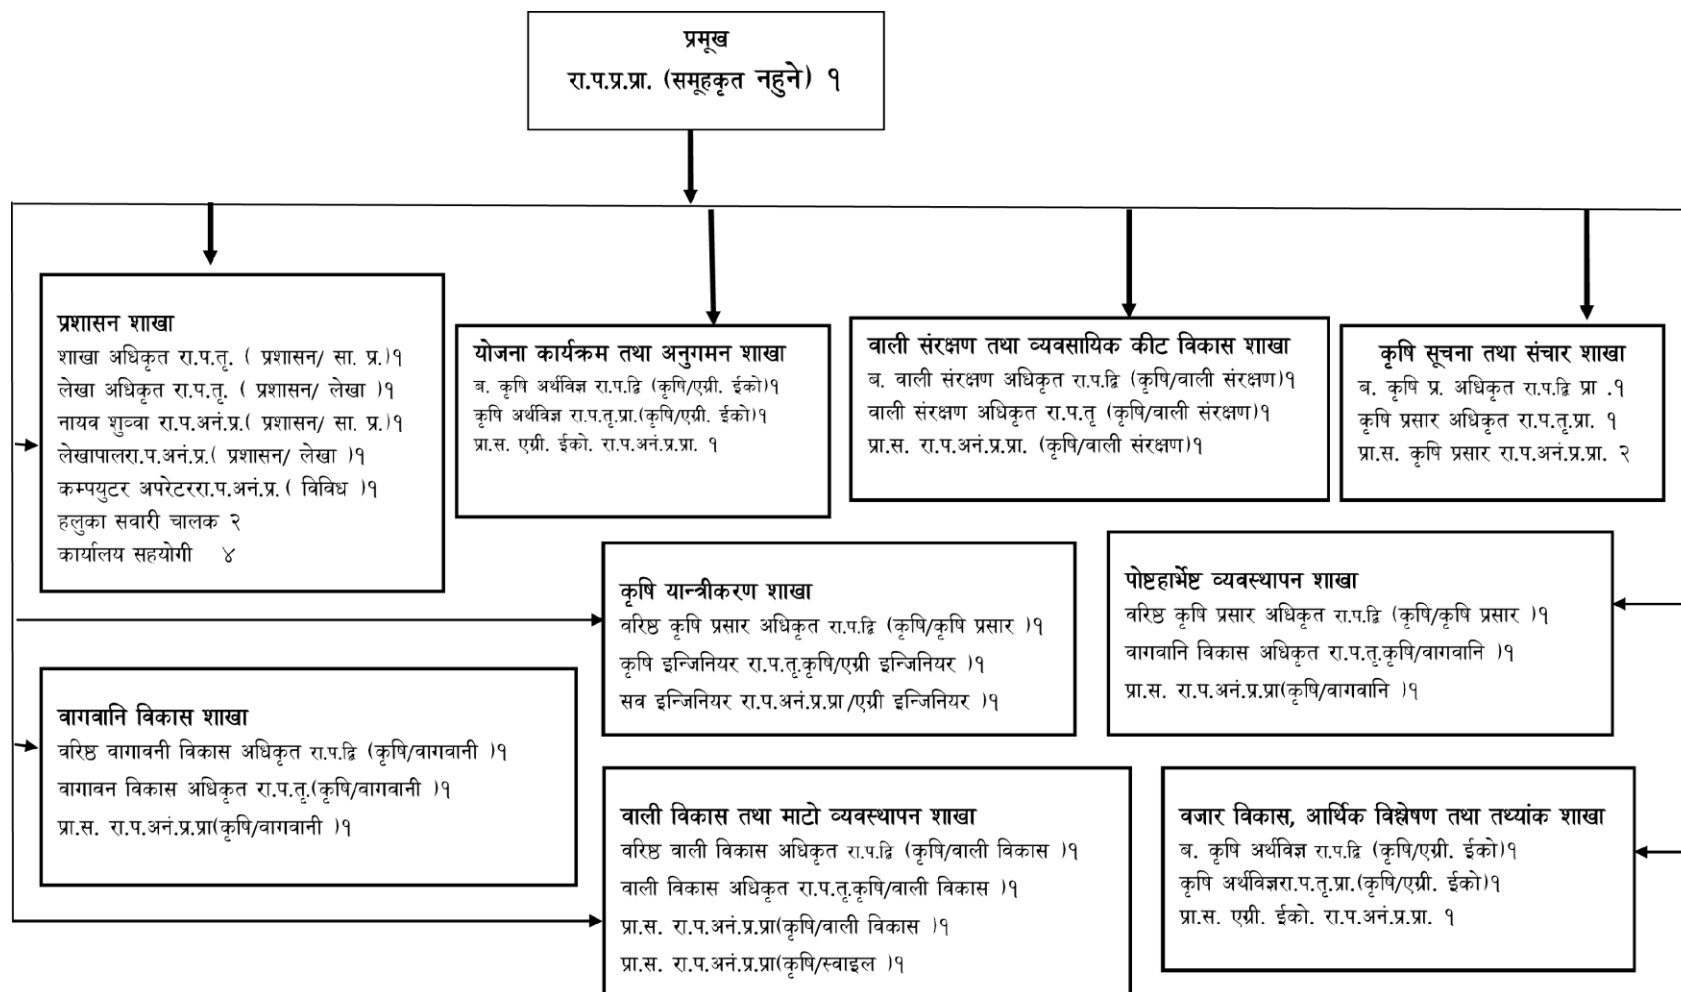 प्रमूख
रा.प.प्र.प्रा. (समूहकृत नहुने) १
प्रशासन शाखा
शाखा अधिकृत रा.प.तृ. ( प्रशासन/ सा. प्र.)१
लेखा अधिकृत रा.प.तृ. ( प्रशासन/ लेखा )१
नायव शुव्वा रा.प.अनं.प्र.( प्रशासन/ सा. प्र.)१
लेखापालरा.प.अनं.प्र.( प्रशासन/ लेखा )१
कम्पयुटर अपरेटररा.प.अनं.प्र.( विविध )१
हलुका सवारी चालक २
कार्यालय सहयोगी ४
योजना कार्यक्रम तथा अनुगमन शाखा
ब. कृषि अर्थविज्ञ रा.प.द्वि (कृषि/एग्री. ईको)१
कृषि अर्थविज्ञ रा.प.तृ.प्रा.(कृषि/एग्री. ईको)१
प्रा.स. एग्री. ईको. रा.प.अनं.प्र.प्रा. १
वाली संरक्षण तथा व्यवसायिक कीट विकास शाखा
ब. वाली संरक्षण अधिकृत रा.प.द्वि (कृषि/वाली संरक्षण)१
वाली संरक्षण अधिकृत रा.प.तृ (कृषि/वाली संरक्षण)१
प्रा.स. रा.प.अनं.प्र.प्रा. (कृषि/वाली संरक्षण)१
कृषि सूचना तथा संचार शाखा
ब. कृषि प्र. अधिकृत रा.प.द्वि प्रा .१
कृषि प्रसार अधिकृत रा.प.तृ.प्रा. १
प्रा.स. कृषि प्रसार रा.प.अनं.प्र.प्रा. २
कृषि यान्त्रीकरण शाखा
वरिष्ठ कृषि प्रसार अधिकृत रा.प.द्वि (कृषि/कृषि प्रसार )१
कृषि इन्जिनियर रा.प.तृ.कृषि/एग्री इन्जिनियर )१
सव इन्जिनियर रा.प.अनं.प्र.प्रा/एग्री इन्जिनियर )१
पोष्टहार्भेष्ट व्यवस्थापन शाखा
वरिष्ठ कृषि प्रसार अधिकृत रा.प.द्वि (कृषि/कृषि प्रसार )१
वागवानि विकास अधिकृत रा.प.तृ.कृषि/वागवानि )१
प्रा.स. रा.प.अनं.प्र.प्रा(कृषि/वागवानि )१
वागवानि विकास शाखा
वरिष्ठ वागावनी विकास अधिकृत रा.प.द्वि (कृषि/वागवानी )१
वागावन विकास अधिकृत रा.प.तृ.(कृषि/वागवानी )१
प्रा.स. रा.प.अनं.प्र.प्रा(कृषि/वागवानी )१
वाली विकास तथा माटो व्यवस्थापन शाखा
वरिष्ठ वाली विकास अधिकृत रा.प.द्वि (कृषि/वाली विकास )१
वाली विकास अधिकृत रा.प.तृ.कृषि/वाली विकास )१
प्रा.स. रा.प.अनं.प्र.प्रा(कृषि/वाली विकास )१
प्रा.स. रा.प.अनं.प्र.प्रा(कृषि/स्वाइल )१
वजार विकास, आर्थिक विश्लेषण तथा तथ्यांक शाखा
ब. कृषि अर्थविज्ञ रा.प.द्वि (कृषि/एग्री. ईको)१
कृषि अर्थविज्ञरा.प.तृ.प्रा.(कृषि/एग्री. ईको)१
प्रा.स. एग्री. ईको. रा.प.अनं.प्र.प्रा. १